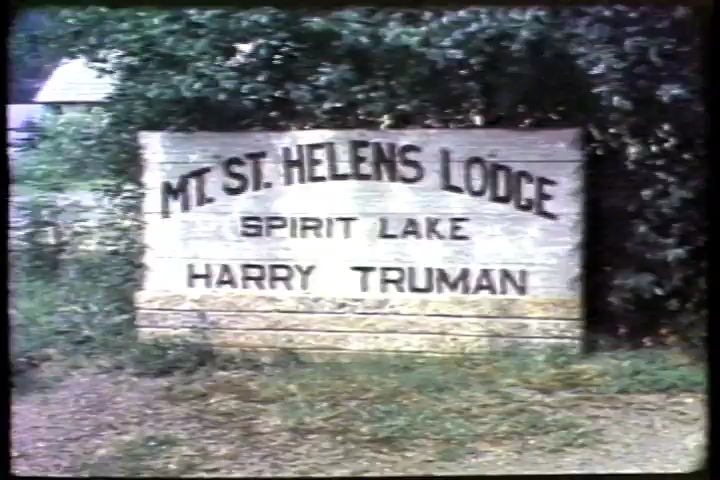 MT. ST. HELENS LODGE
SPIRIT LAKE
HARRY TRUMAN